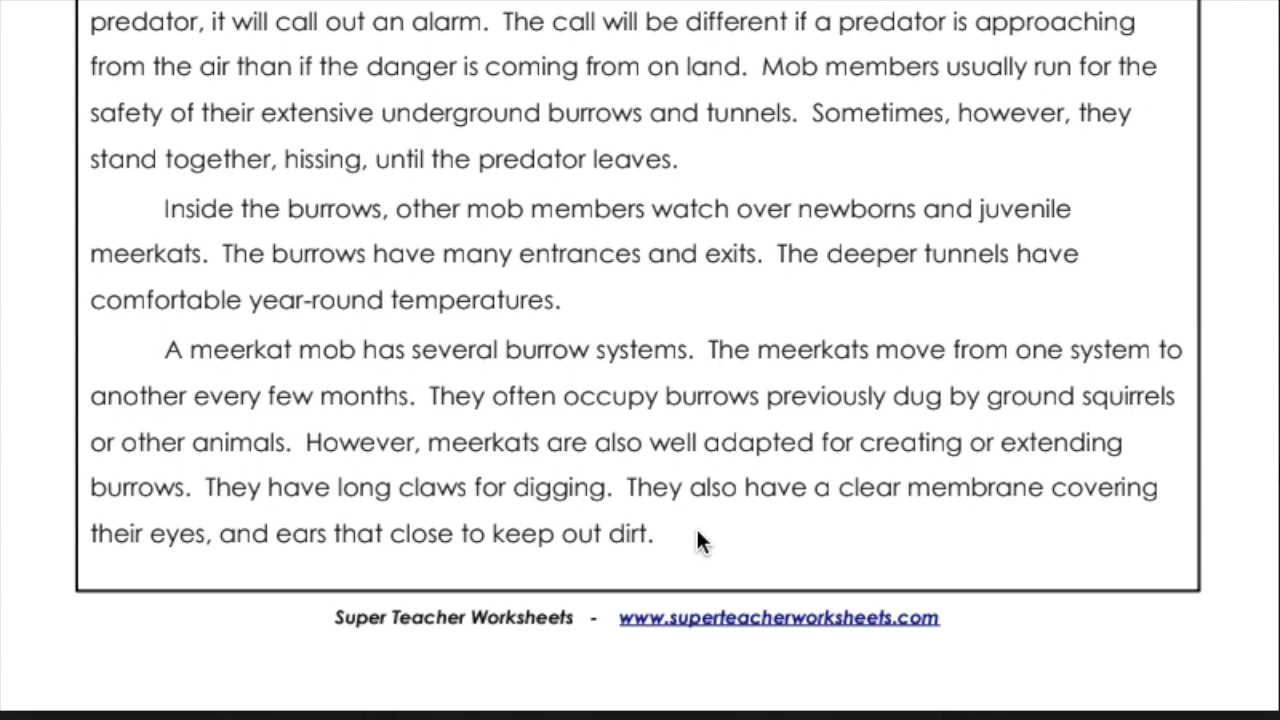 predator, it will call out an alarm.  The call will be different if a predator is approaching
from the air than if the danger is coming from on land.  Mob members usually run for the
safety of their extensive underground burrows and tunnels.  Sometimes, however, they
stand together, hissing, until the predator leaves.
Inside the burrows, other mob members watch over newborns and juvenile
meerkats.  The burrows have many entrances and exits.  The deeper tunnels have
comfortable year-round temperatures.
A meerkat mob has several burrow systems.  The meerkats move from one system to
another every few months.  They often occupy burrows previously dug by ground squirrels
or other animals.  However, meerkats are also well adapted for creating or extending
burrows.  They have long claws for digging.  They also have a clear membrane covering
their eyes, and ears that close to keep out dirt.
Super Teacher Worksheets  -  www.superteacherworksheets.com